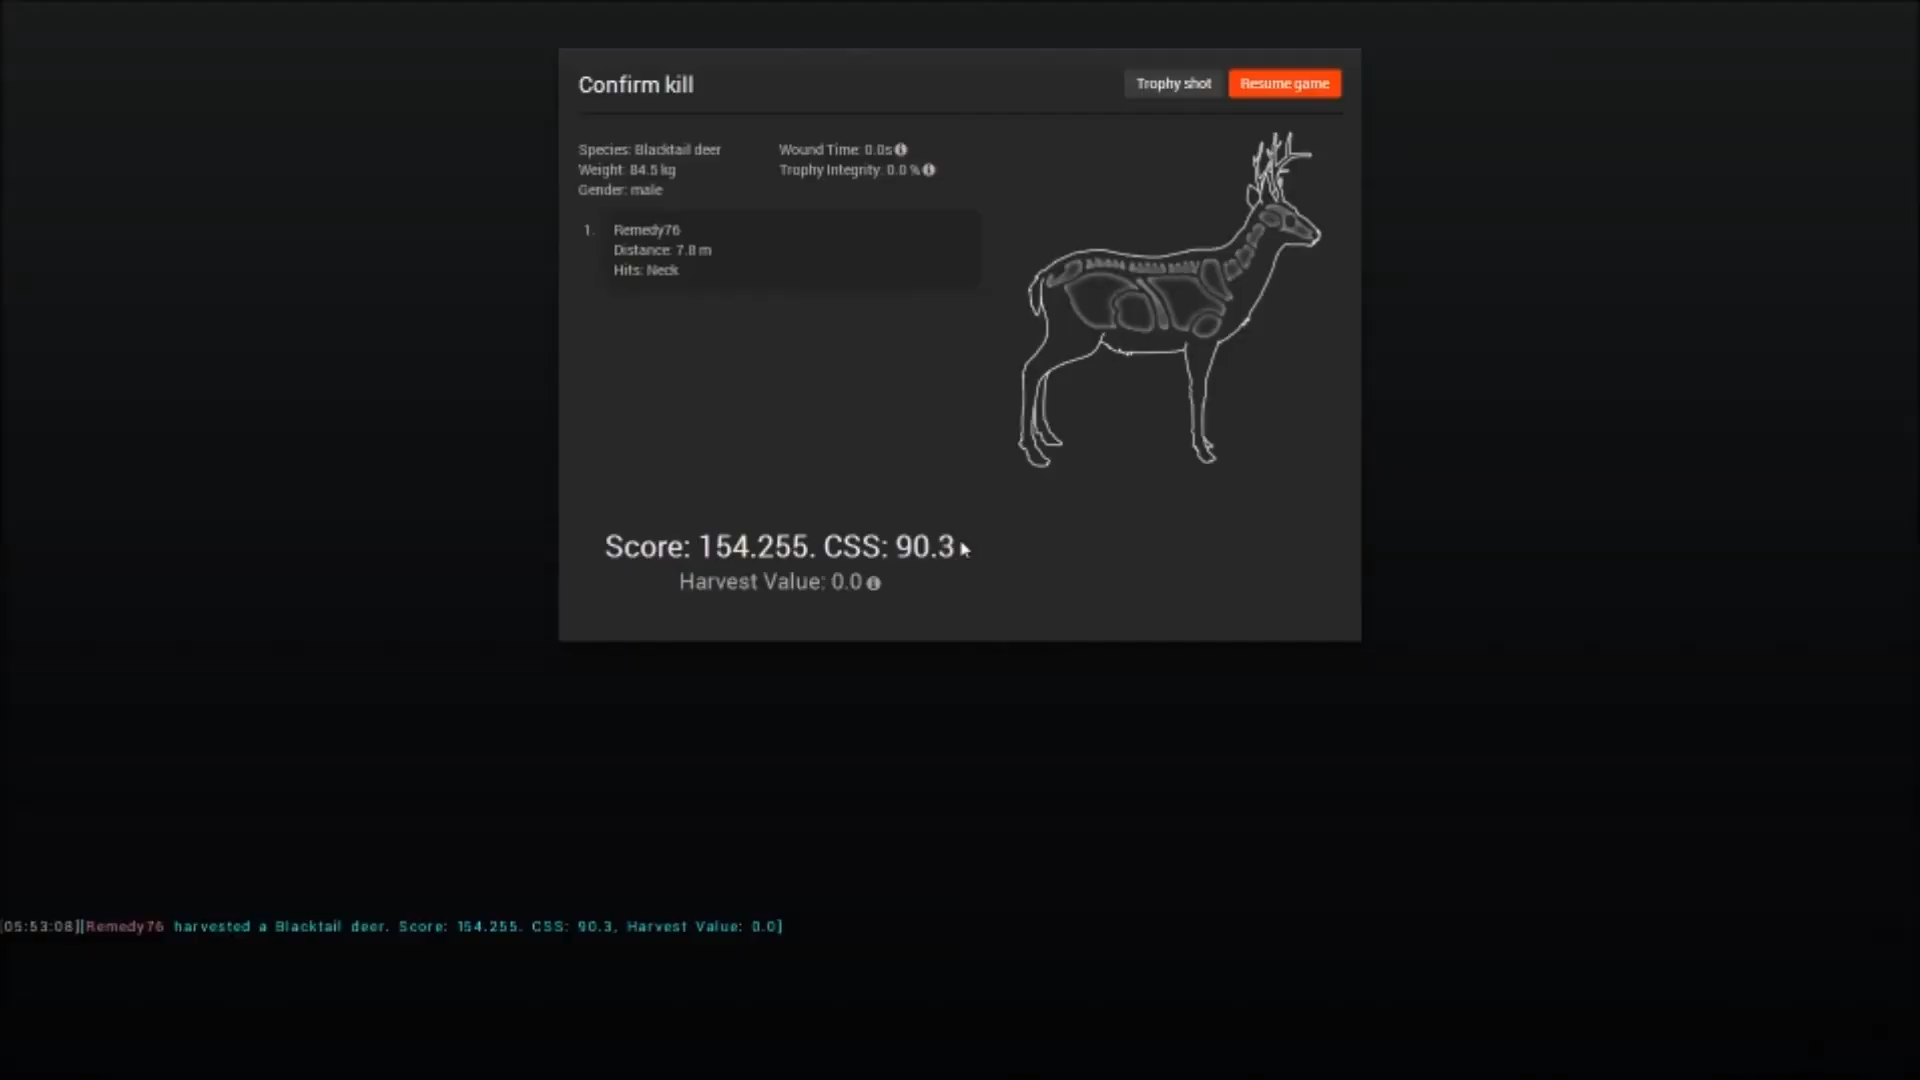 Confirm kill
Trophy shot
Resume game
Species: Blacktail deer
Weight: 84.5 kg
Gender: male
Wound Time: 0.0s
Trophy Integrity: 0.0 %
1. Remedy76
Distance: 7.8 m
Hits: Neck
Score: 154.255. CSS: 90.3
Harvest Value: 0.0
[05:53:08][Remedy76 harvested a Blacktail deer. Score: 154.255. CSS: 90.3, Harvest Value: 0.0]